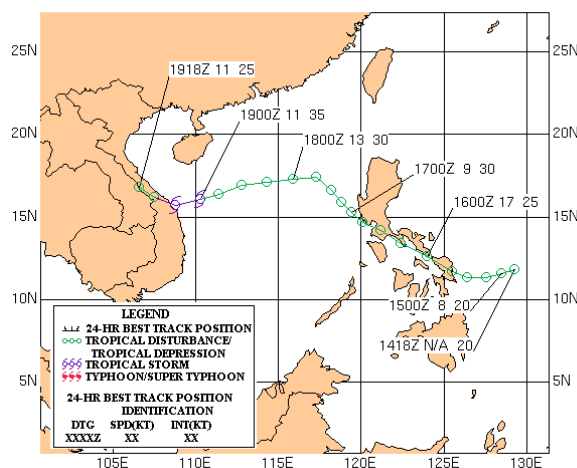 25N
25N
1918Z 11 25
1900Z 11 35
20N
20N
1800Z 13 30
1700Z 9 30
1600Z 17 25
15N
15N
10N
10N
1500Z 8 20
1418Z N/A 20
5N
5N
LEGEND
24-HR BEST TRACK POSITION
TROPICAL DISTURBANCE/
TROPICAL DEPRESSION
TROPICAL STORM
TYPHOON/SUPER TYPHOON
24-HR BEST TRACK POSITION
IDENTIFICATION
DTG SPD(KT) INT(KT)
XXXXZ XX XX
105E 110E 115E 120E 125E 130E